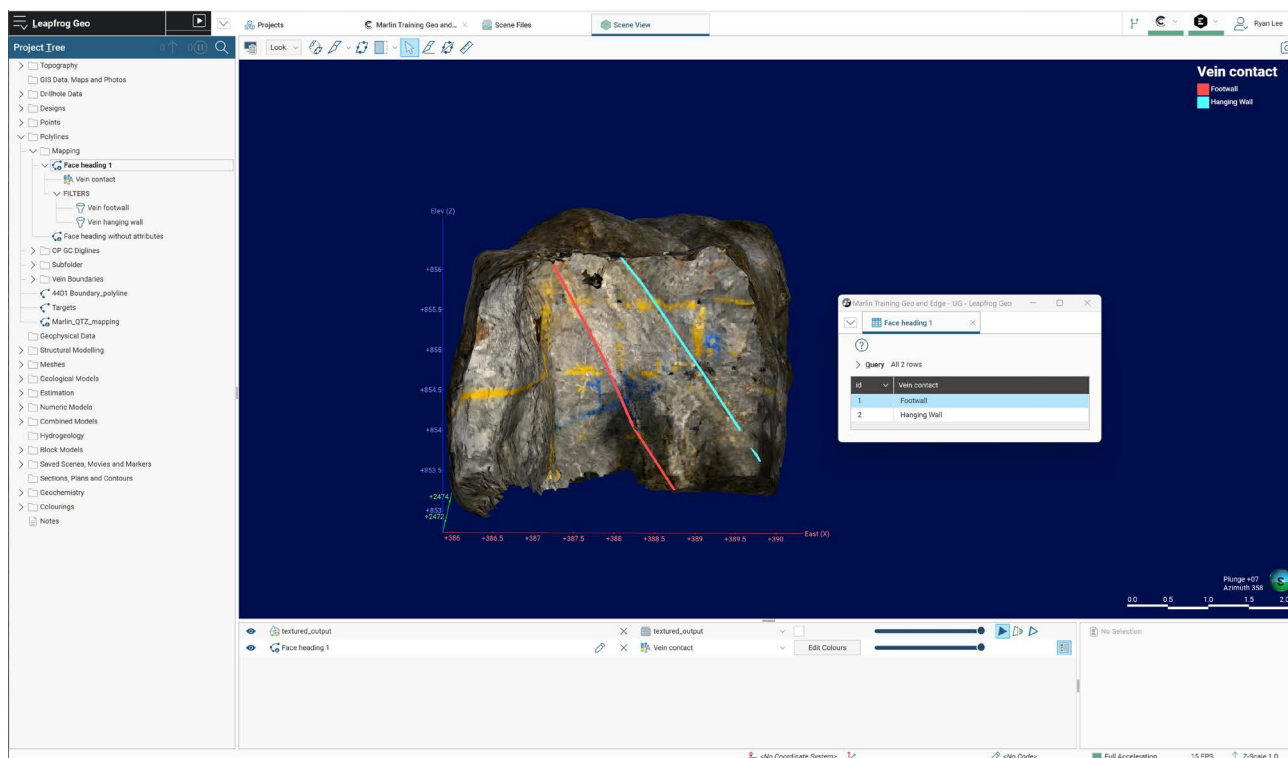 Leapfrog Geo
Projects
Marlin Training Geo and...
Scene Files
Scene View
Ryan Lee
Project Tree
0
0
Look
Topography
GIS Data, Maps and Photos
Drillhole Data
Designs
Points
Polylines
Mapping
Face heading 1
Vein contact
FILTERS
Vein footwall
Vein hanging wall
Face heading without attributes
OP GC Diglines
Subfolder
Vein Boundaries
4401 Boundary_polyline
Targets
Marlin_QTZ_mapping
Geophysical Data
Structural Modelling
Meshes
Geological Models
Estimation
Numeric Models
Combined Models
Hydrogeology
Block Models
Saved Scenes, Movies and Markers
Sections, Plans and Contours
Geochemistry
Colourings
Notes
Vein contact
Footwall
Hanging Wall
Elev (Z)
+856
+855.5
+855
+854.5
+854
+853.5
+2474
+853
+2472
+386 +386.5 +387 +387.5 +388 +388.5 +389 +389.5 +390 East (X)
Marlin Training Geo and Edge - UG - Leapfrog Geo
Face heading 1
Query All 2 rows
id Vein contact
1 Footwall
2 Hanging Wall
Plunge +07
Azimuth 358
S
0.0 0.5 1.0 1.5 2.0
textured_output textured_output
Face heading 1 Vein contact Edit Colours
No Selection
<No Coordinate System> <No Code> Full Acceleration 15 FPS Z-Scale 1.0